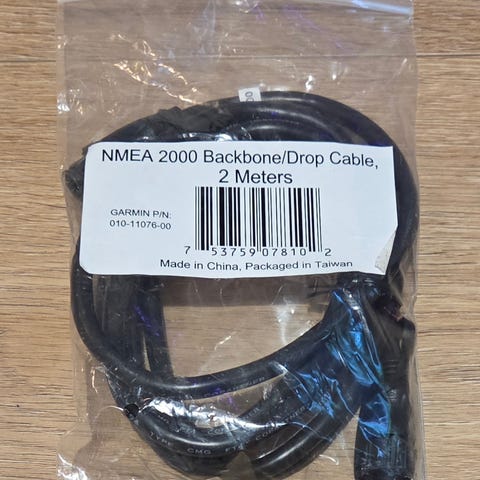 NMEA 2000 Backbone/Drop Cable,
2 Meters
GARMIN P/N:
010-11076-00
7 53759 07810 2
Made in China, Packaged in Taiwan
CMG